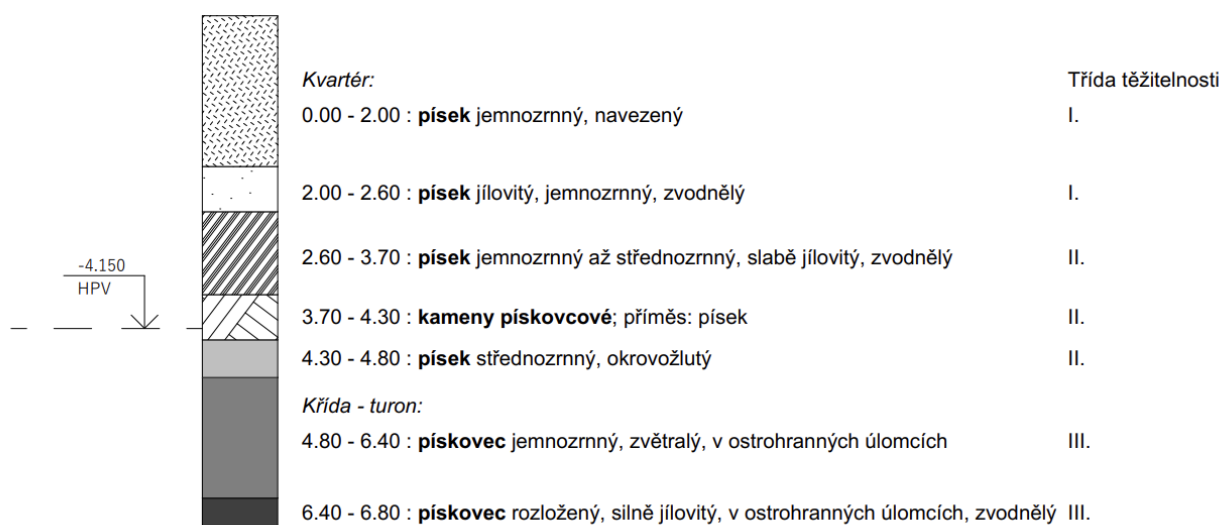 Kvartér: Třída těžitelnosti
0.00 - 2.00 : písek jemnozrnný, navezený I.
2.00 - 2.60 : písek jílovitý, jemnozrnný, zvodnělý I.
2.60 - 3.70 : písek jemnozrnný až střednozrnný, slabě jílovitý, zvodnělý II.
-4.150
HPV
3.70 - 4.30 : kameny pískovcové; příměs: písek II.
4.30 - 4.80 : písek střednozrnný, okrovožlutý II.
Křída - turon:
4.80 - 6.40 : pískovec jemnozrnný, zvětralý, v ostrohranných úlomcích III.
6.40 - 6.80 : pískovec rozložený, silně jílovitý, v ostrohranných úlomcích, zvodnělý III.